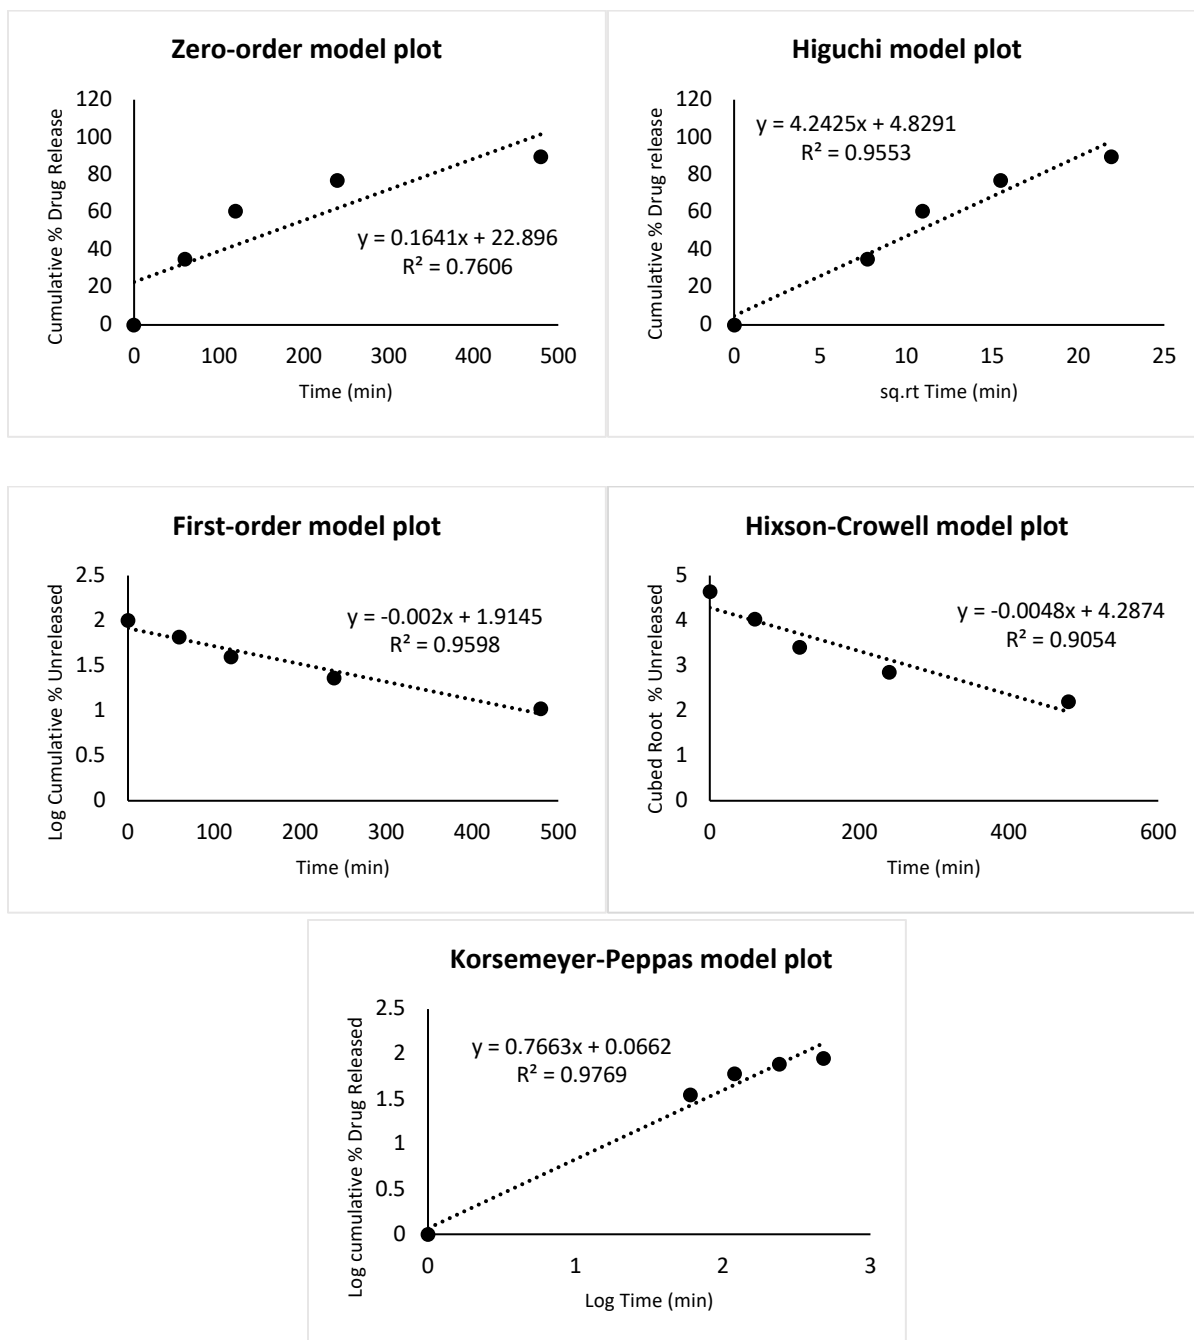 Zero-order model plot
Cumulative % Drug Release
120
100
80
60
40
20
0
y = 0.1641x + 22.896
R² = 0.7606
0 100 200 300 400 500
Time (min)
Higuchi model plot
Cumulative % Drug release
120
100
80
60
40
20
0
y = 4.2425x + 4.8291
R² = 0.9553
0 5 10 15 20 25
sq.rt Time (min)
First-order model plot
Log Cumulative % Unreleased
2.5
2
1.5
1
0.5
0
y = -0.002x + 1.9145
R² = 0.9598
0 100 200 300 400 500
Time (min)
Hixson-Crowell model plot
Cubed Root % Unreleased
5
4
3
2
1
0
y = -0.0048x + 4.2874
R² = 0.9054
0 200 400 600
Time (min)
Korsemeyer-Peppas model plot
Log cumulative % Drug Released
2.5
2
1.5
1
0.5
0
y = 0.7663x + 0.0662
R² = 0.9769
0 1 2 3
Log Time (min)